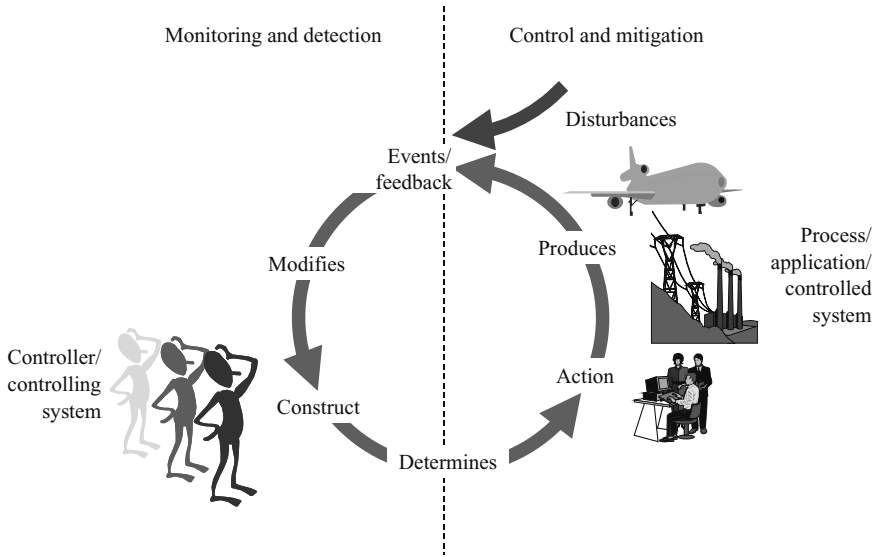 Monitoring and detection
Control and mitigation
Disturbances
Events/
feedback
Modifies
Produces
Process/
application/
controlled
system
Controller/
controlling
system
Construct
Action
Determines